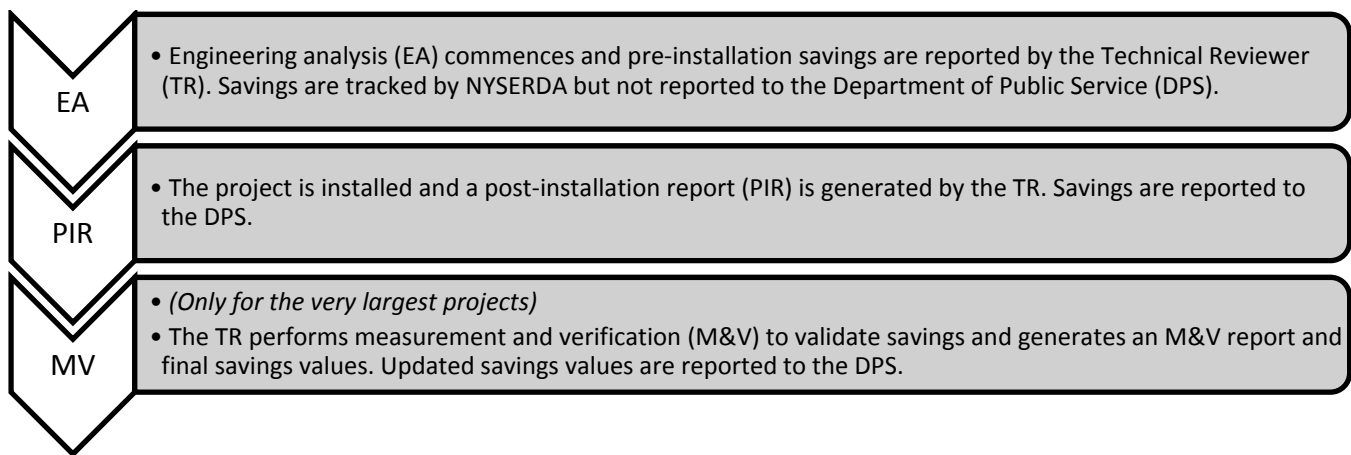 EA
• Engineering analysis (EA) commences and pre-installation savings are reported by the Technical Reviewer
(TR). Savings are tracked by NYSERDA but not reported to the Department of Public Service (DPS).
PIR
• The project is installed and a post-installation report (PIR) is generated by the TR. Savings are reported to
the DPS.
MV
• (Only for the very largest projects)
• The TR performs measurement and verification (M&V) to validate savings and generates an M&V report and
final savings values. Updated savings values are reported to the DPS.